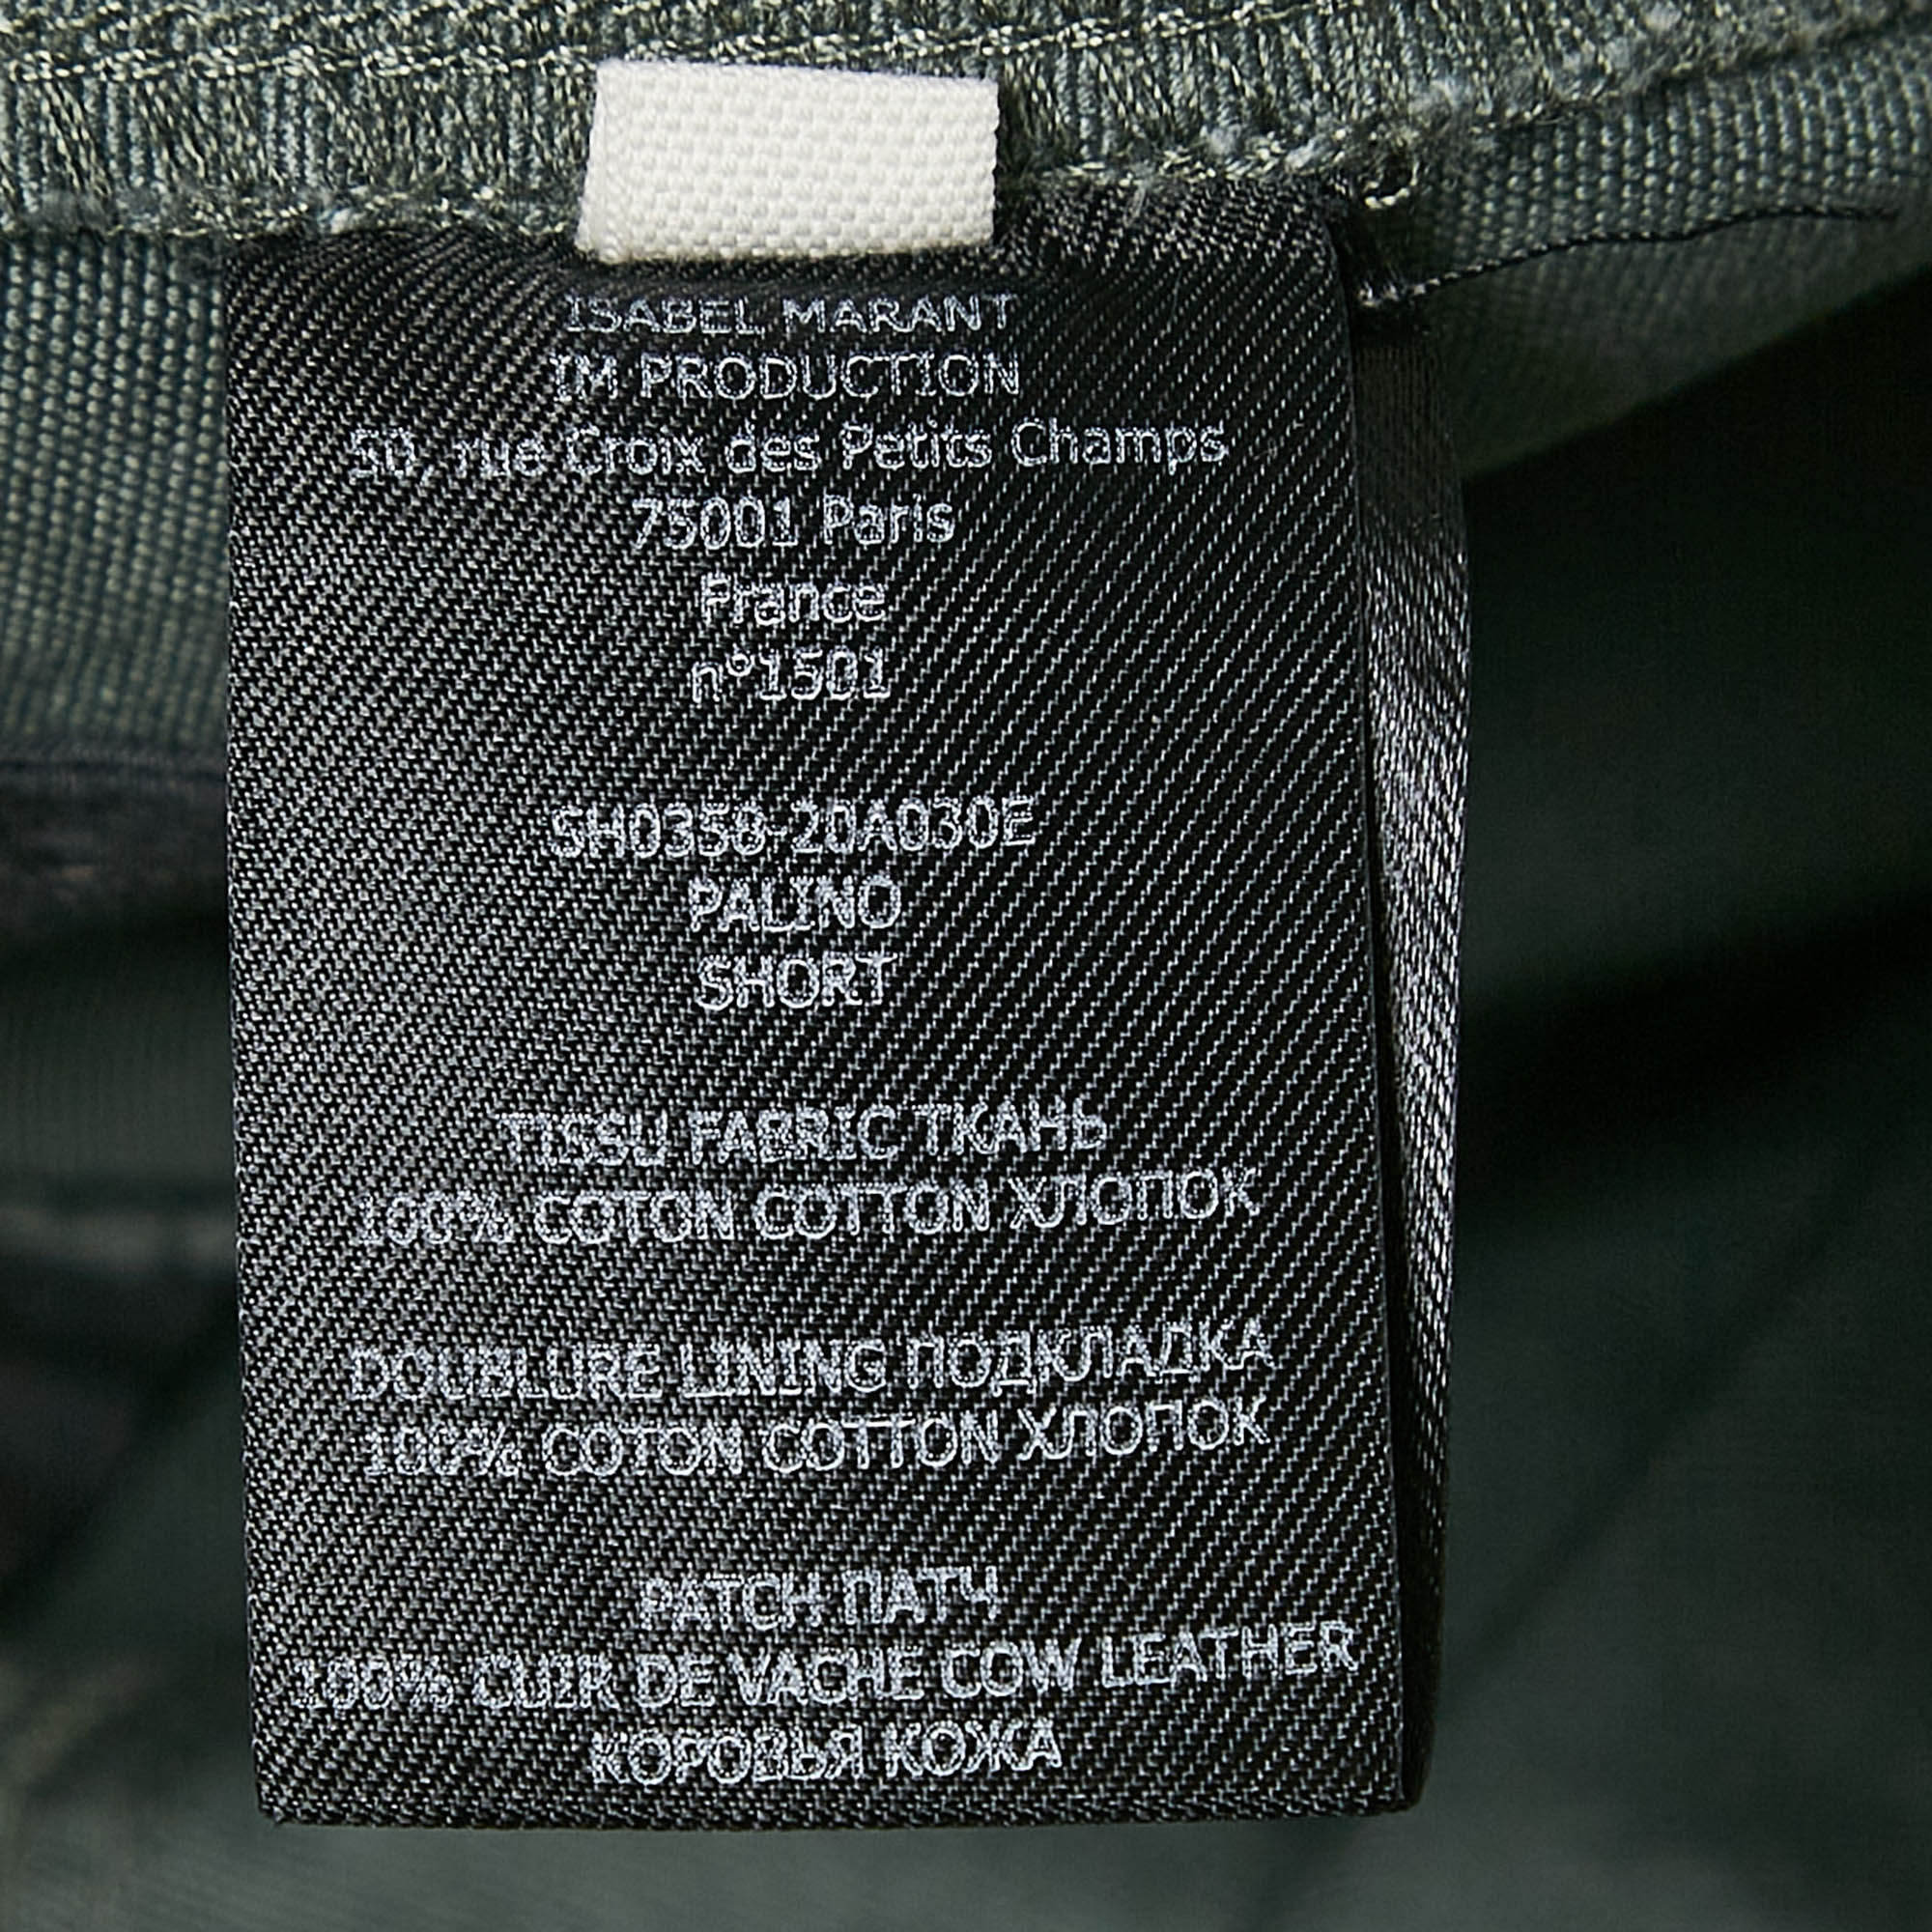 ISABEL MARANT
IM PRODUCTION
50, rue Croix des Petits Champs
75001 Paris
France
n°1501
SH0358-20A030E
PALINO
SHORT
TISSU FABRIC ТКАНЬ
100% COTON COTTON ХЛОПОК
DOUBLURE LINING ПОДКЛАДКА
100% COTON COTTON ХЛОПОК
PATCH ПАТЧ
100% CUIR DE VACHE COW LEATHER
КОРОВЬЯ КОЖА